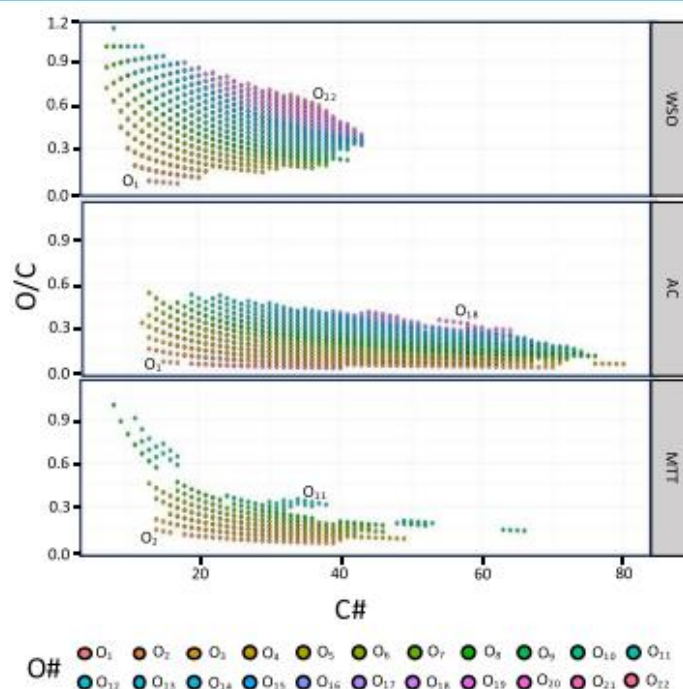 1.2
0.9
0.6
0.3
0.0
O₁
O₁₂
WSO
0.9
0.6
0.3
0.0
O₁
O₁₈
AC
0.9
0.6
0.3
0.0
O₂
O₁₁
MTT
O/C
20 40 60 80
C#
O# O₁ O₂ O₃ O₄ O₅ O₆ O₇ O₈ O₉ O₁₀ O₁₁
O₁₂ O₁₃ O₁₄ O₁₅ O₁₆ O₁₇ O₁₈ O₁₉ O₂₀ O₂₁ O₂₂